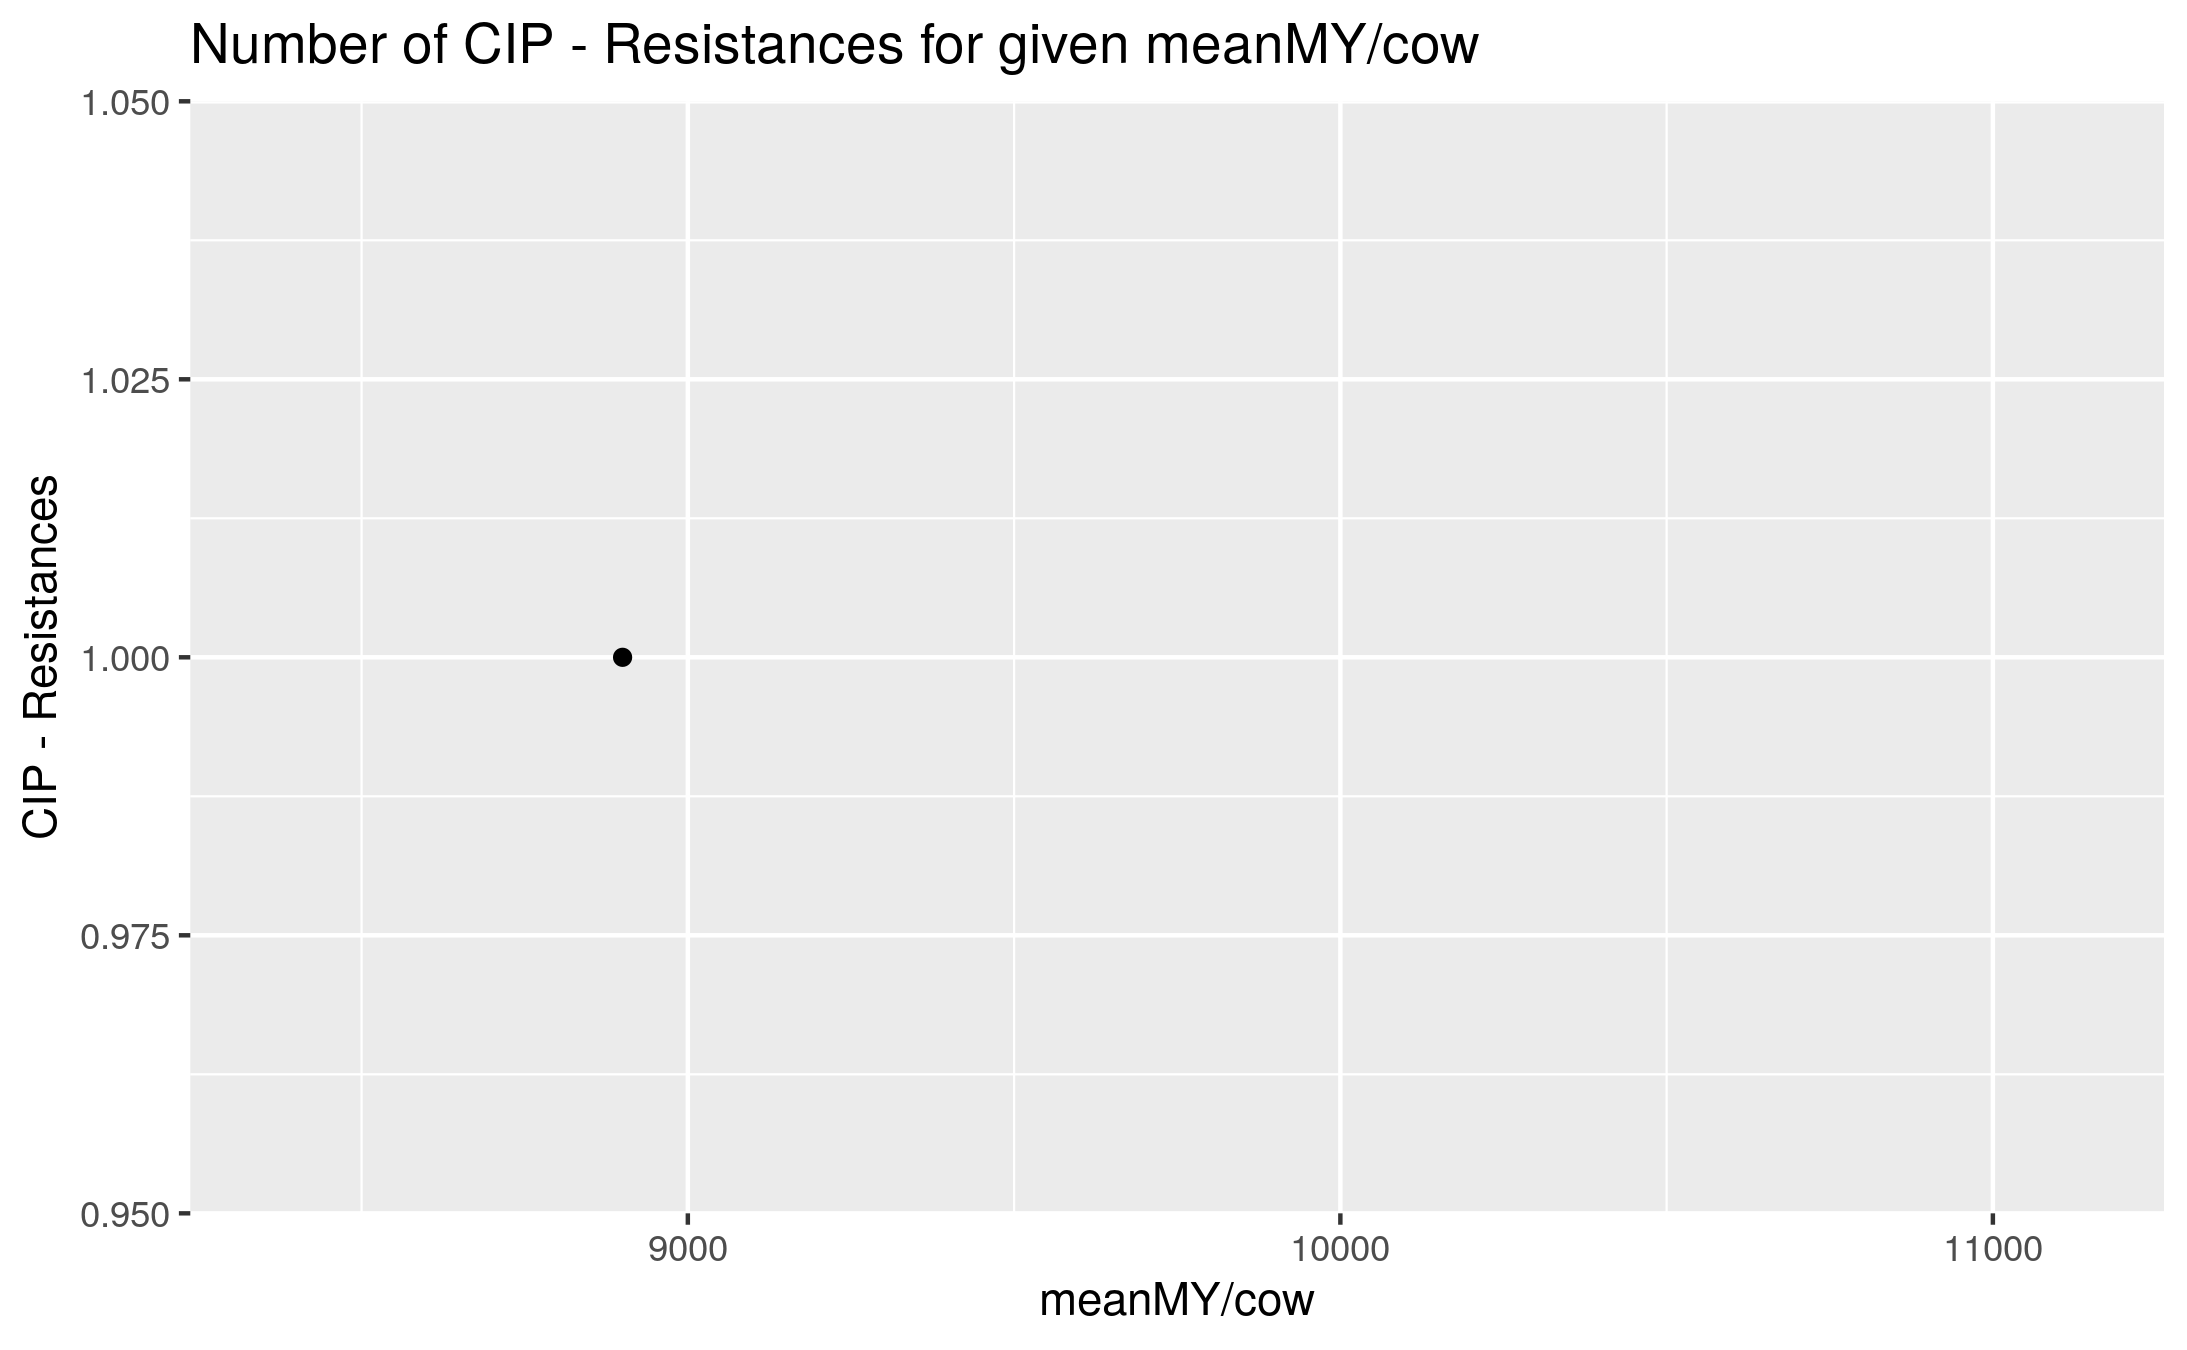 Number of CIP - Resistances for given meanMY/cow
1.050
1.025
1.000
0.975
0.950
CIP - Resistances
9000 10000 11000
meanMY/cow